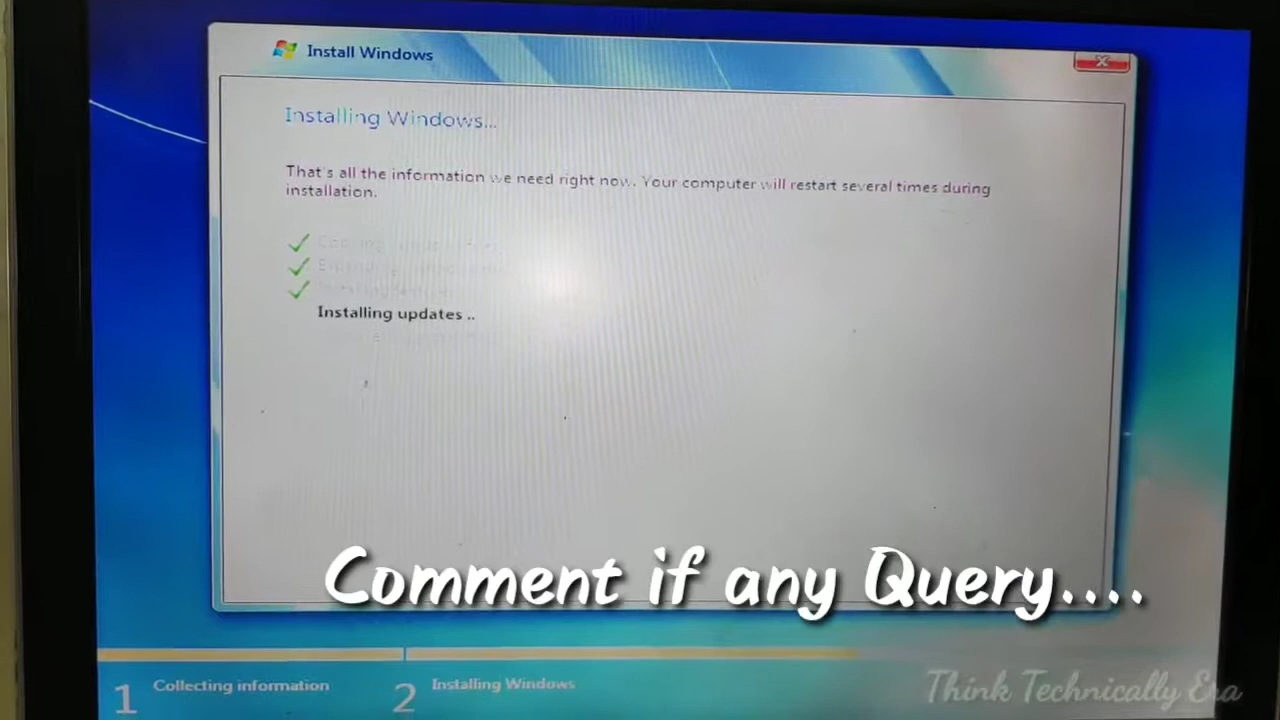 Install Windows
Installing Windows...
That's all the information we need right now. Your computer will restart several times during
installation.
Installing updates ..
Comment if any Query....
1 Collecting information
2 Installing Windows
Think Technically Era